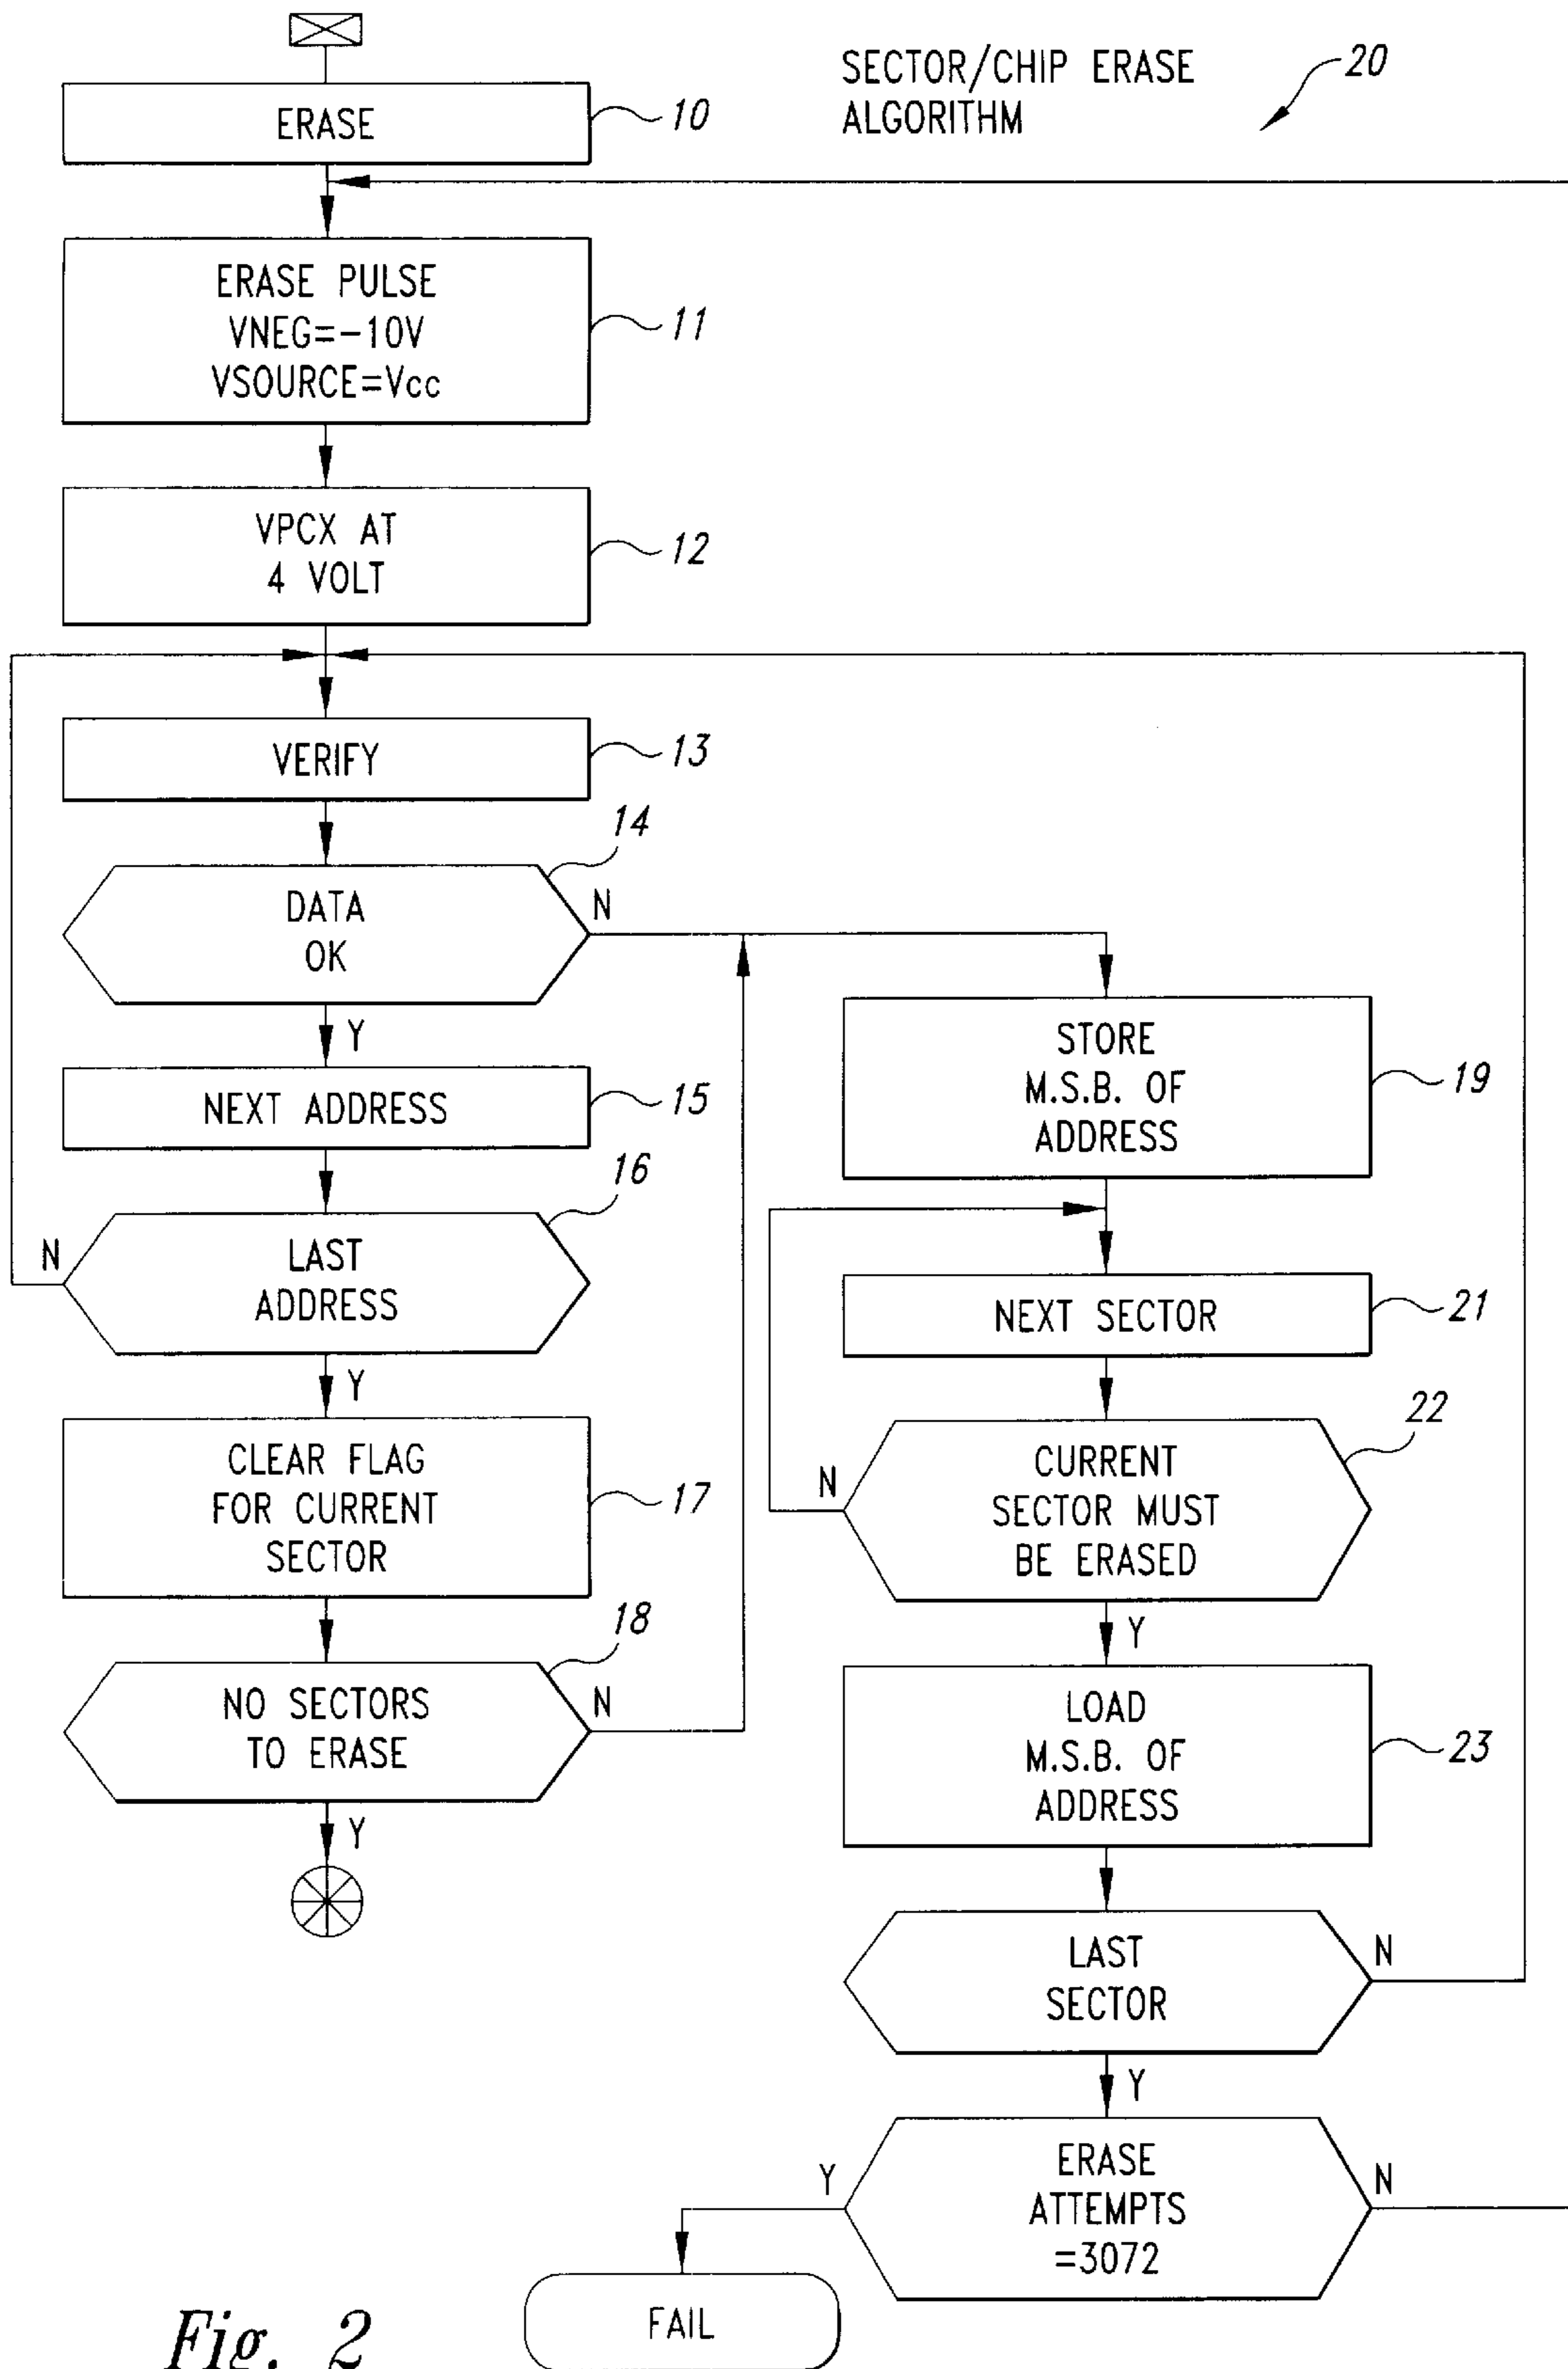 SECTOR/CHIP ERASE
ALGORITHM
20
ERASE
10
ERASE PULSE
VNEG=-10V
VSOURCE=Vcc
11
VPCX AT
4 VOLT
12
VERIFY
13
14
DATA
OK
N
Y
NEXT ADDRESS
15
16
LAST
ADDRESS
N
Y
CLEAR FLAG
FOR CURRENT
SECTOR
17
18
NO SECTORS
TO ERASE
N
Y
STORE
M.S.B. OF
ADDRESS
19
NEXT SECTOR
21
22
CURRENT
SECTOR MUST
BE ERASED
N
Y
LOAD
M.S.B. OF
ADDRESS
23
LAST
SECTOR
N
Y
ERASE
ATTEMPTS
=3072
Y
N
FAIL
Fig. 2